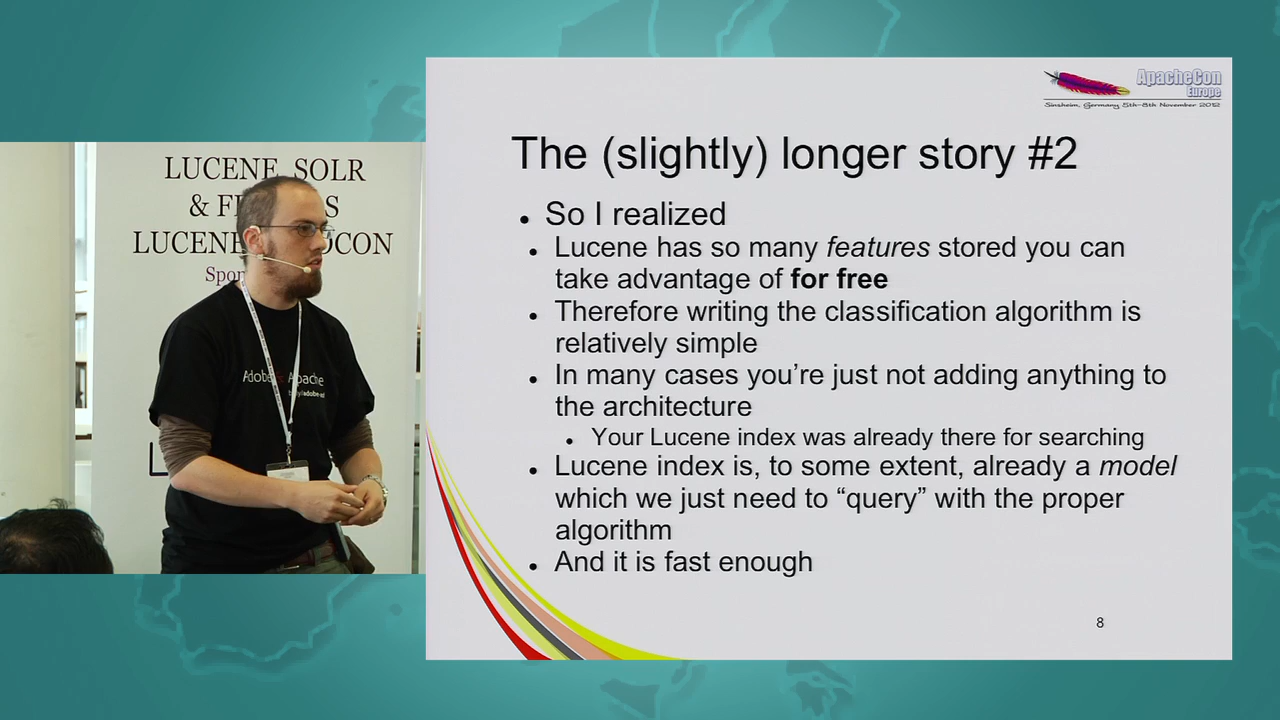 LUCENE, SOLR
& F S
LUCENE OCON
Spon
Adobe Apache
ApacheCon
Europe
Sinsheim, Germany, 5th-8th November 2012
The (slightly) longer story #2
• So I realized
• Lucene has so many features stored you can
take advantage of for free
• Therefore writing the classification algorithm is
relatively simple
• In many cases you’re just not adding anything to
the architecture
• Your Lucene index was already there for searching
• Lucene index is, to some extent, already a model
which we just need to “query” with the proper
algorithm
• And it is fast enough
8